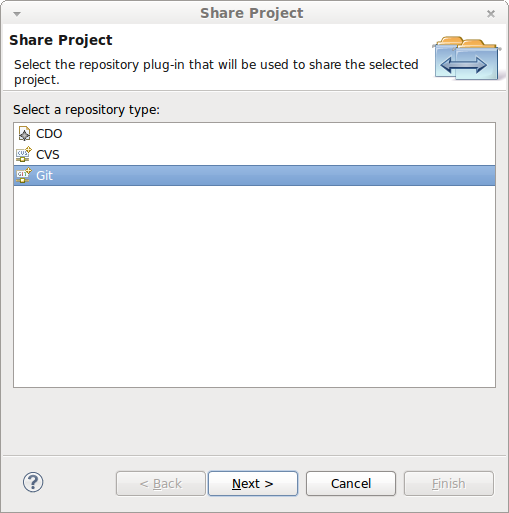 Share Project
Share Project
Select the repository plug-in that will be used to share the selected
project.
Select a repository type:
CDO
CVS
Git
< Back
Next >
Cancel
Finish